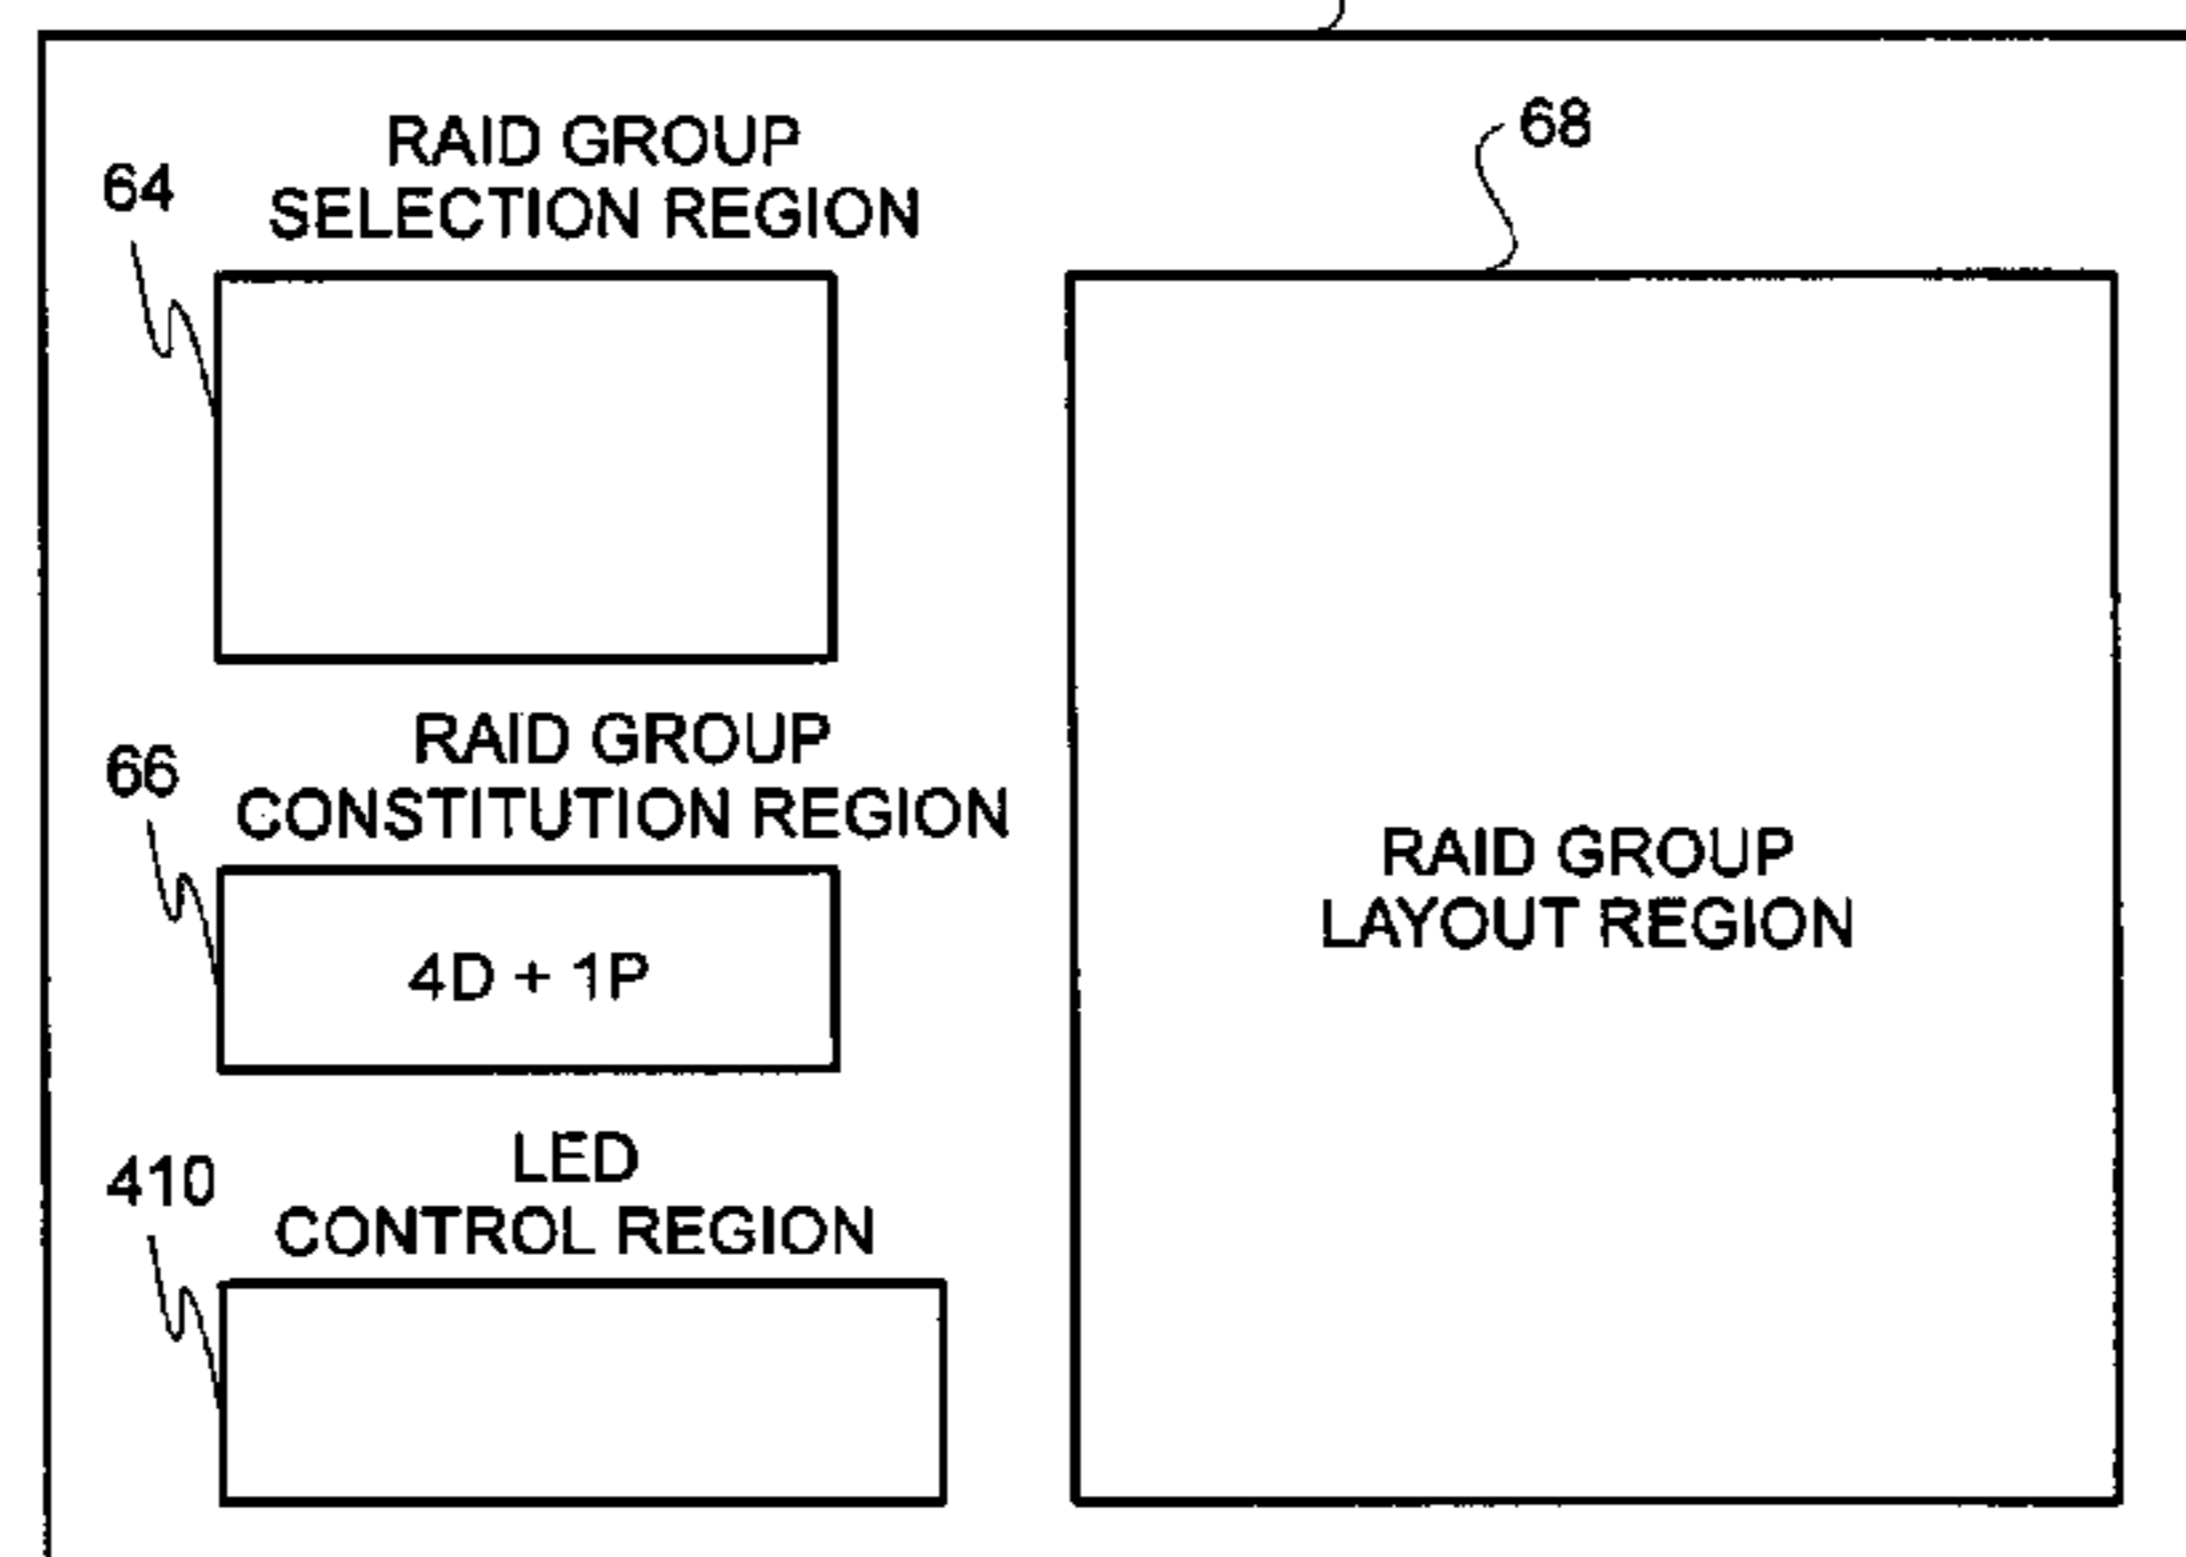 RAID GROUP
SELECTION REGION
64
RAID GROUP
CONSTITUTION REGION
66
4D + 1P
LED
CONTROL REGION
410
68
RAID GROUP
LAYOUT REGION